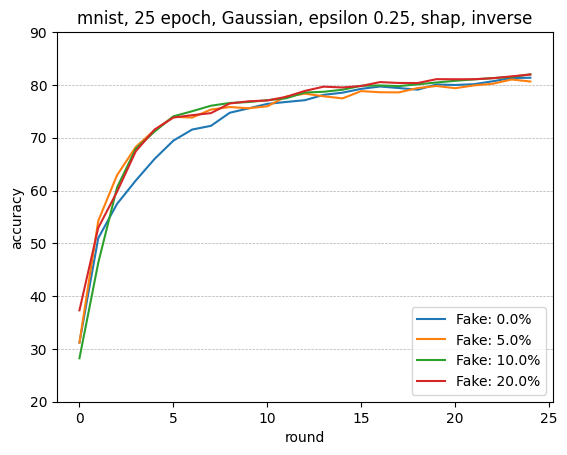 mnist, 25 epoch, Gaussian, epsilon 0.25, shap, inverse
90
80
70
60
50
40
30
20
accuracy
0 5 10 15 20 25
round
Fake: 0.0%
Fake: 5.0%
Fake: 10.0%
Fake: 20.0%